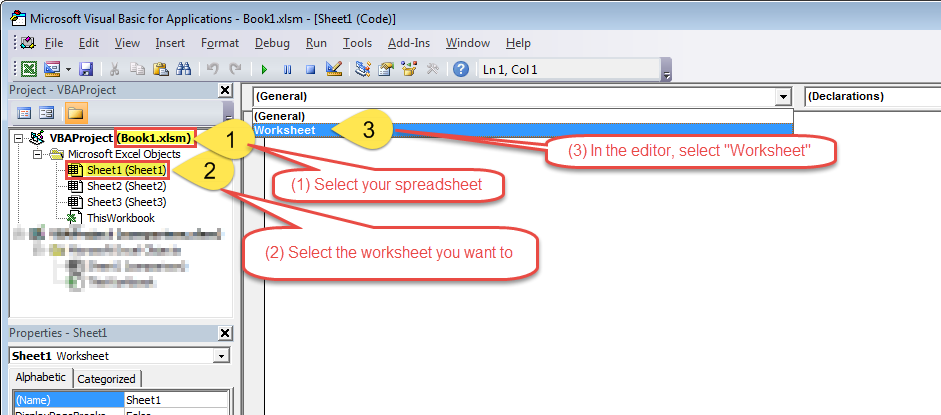 Microsoft Visual Basic for Applications - Book1.xlsm - [Sheet1 (Code)]
File Edit View Insert Format Debug Run Tools Add-Ins Window Help
Ln 1, Col 1
Project - VBAProject
(General) (Declarations)
(General)
Worksheet
VBAProject (Book1.xlsm)
Microsoft Excel Objects
Sheet1 (Sheet1)
Sheet2 (Sheet2)
Sheet3 (Sheet3)
ThisWorkbook
1
2
3
(3) In the editor, select "Worksheet"
(1) Select your spreadsheet
(2) Select the worksheet you want to
Properties - Sheet1
Sheet1 Worksheet
Alphabetic Categorized
(Name) Sheet1